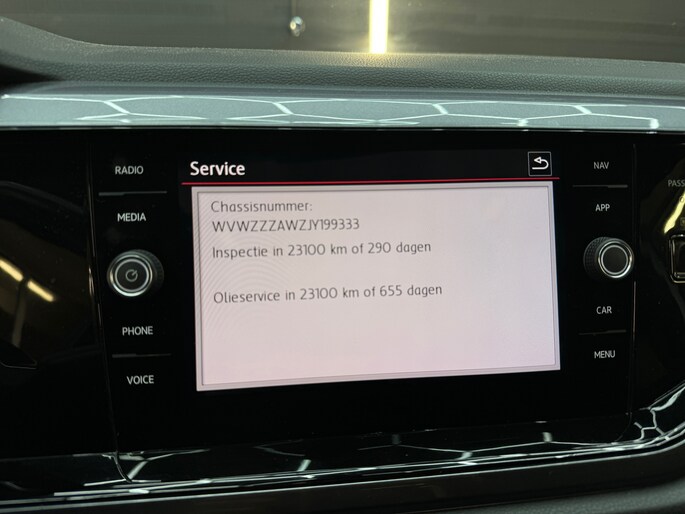 RADIO
MEDIA
PHONE
VOICE
Service
Chassisnummer:
WVWZZZAWZJY199333
Inspectie in 23100 km of 290 dagen
Olieservice in 23100 km of 655 dagen
NAV
APP
CAR
MENU
PASS